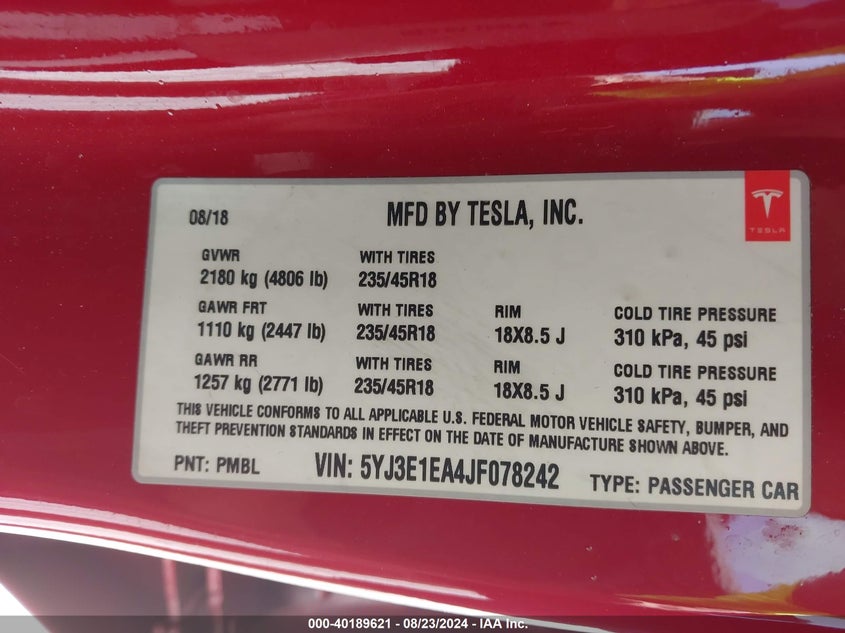 08/18 MFD BY TESLA, INC.
TESLA
GVWR WITH TIRES
2180 kg (4806 lb) 235/45R18
GAWR FRT WITH TIRES RIM COLD TIRE PRESSURE
1110 kg (2447 lb) 235/45R18 18X8.5 J 310 kPa, 45 psi
GAWR RR WITH TIRES RIM COLD TIRE PRESSURE
1257 kg (2771 lb) 235/45R18 18X8.5 J 310 kPa, 45 psi
THIS VEHICLE CONFORMS TO ALL APPLICABLE U.S. FEDERAL MOTOR VEHICLE SAFETY, BUMPER, AND
THEFT PREVENTION STANDARDS IN EFFECT ON THE DATE OF MANUFACTURE SHOWN ABOVE.
PNT: PMBL VIN: 5YJ3E1EA4JF078242 TYPE: PASSENGER CAR
000-40189621 - 08/23/2024 - IAA Inc.